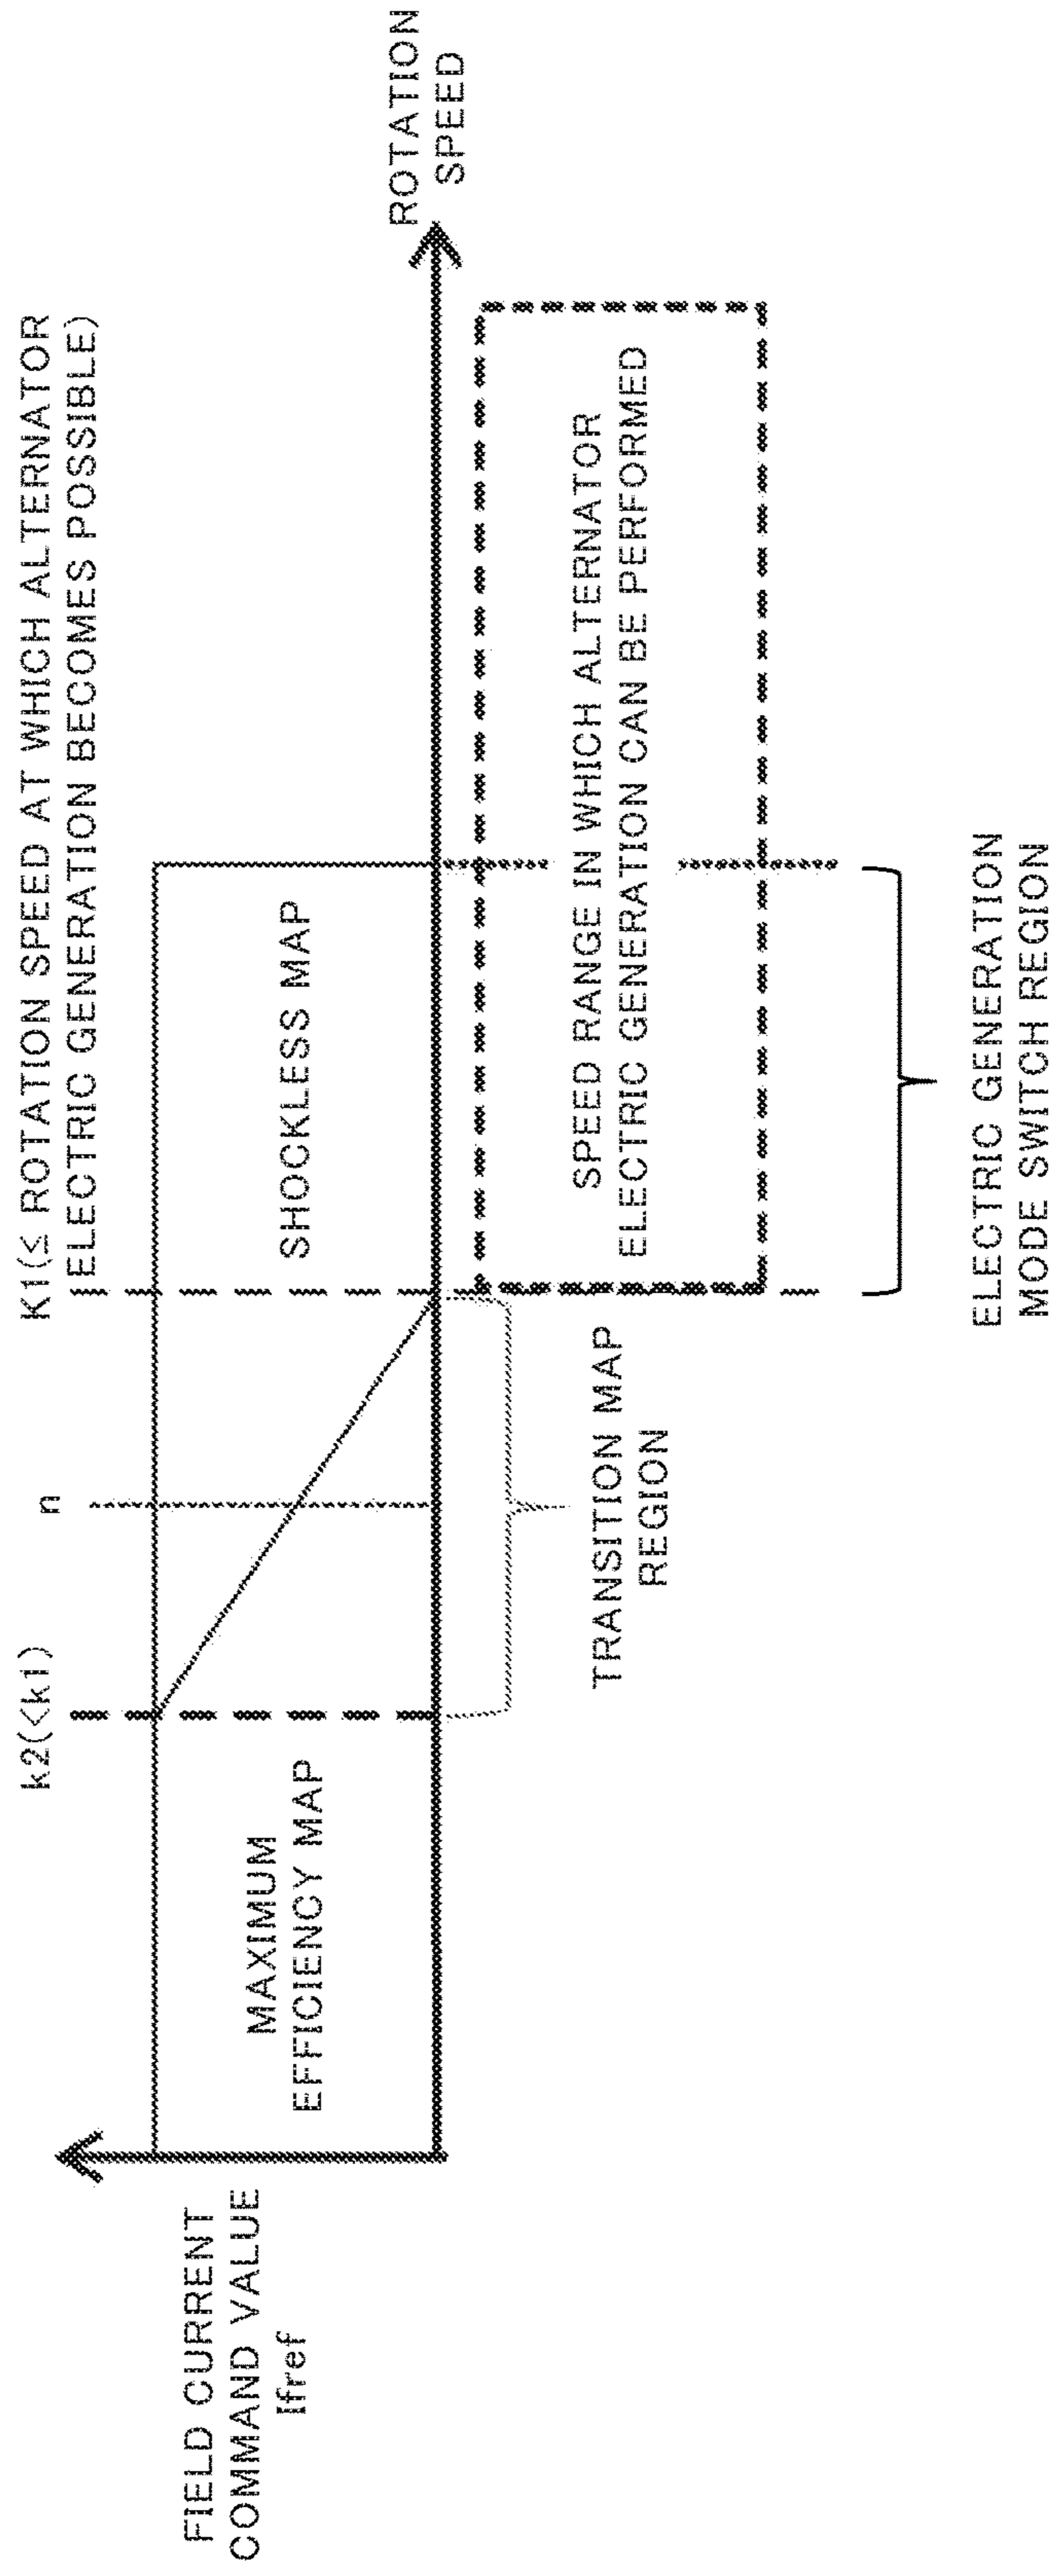 K1(≤ ROTATION SPEED AT WHICH ALTERNATOR
ELECTRIC GENERATION BECOMES POSSIBLE)
k2(<k1)
n
FIELD CURRENT
COMMAND VALUE
Ifref
MAXIMUM
EFFICIENCY MAP
SHOCKLESS MAP
ROTATION
SPEED
TRANSITION MAP
REGION
SPEED RANGE IN WHICH ALTERNATOR
ELECTRIC GENERATION CAN BE PERFORMED
ELECTRIC GENERATION
MODE SWITCH REGION